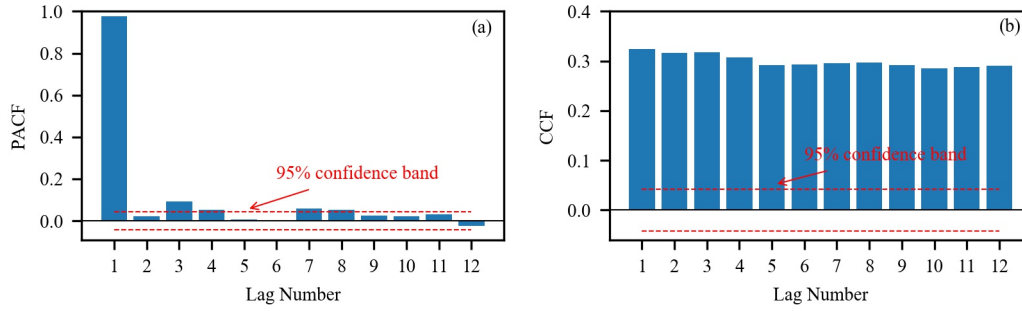 (a)
1.0
0.8
0.6
0.4
0.2
0.0
PACF
95% confidence band
1 2 3 4 5 6 7 8 9 10 11 12
Lag Number
(b)
0.4
0.3
0.2
0.1
0.0
CCF
95% confidence band
1 2 3 4 5 6 7 8 9 10 11 12
Lag Number